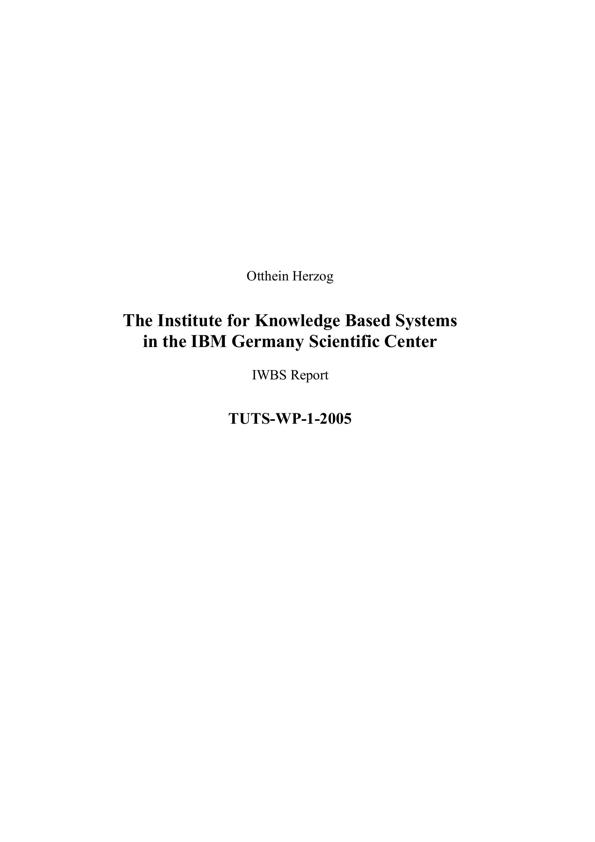 Otthein Herzog
The Institute for Knowledge Based Systems
in the IBM Germany Scientific Center
IWBS Report
TUTS-WP-1-2005